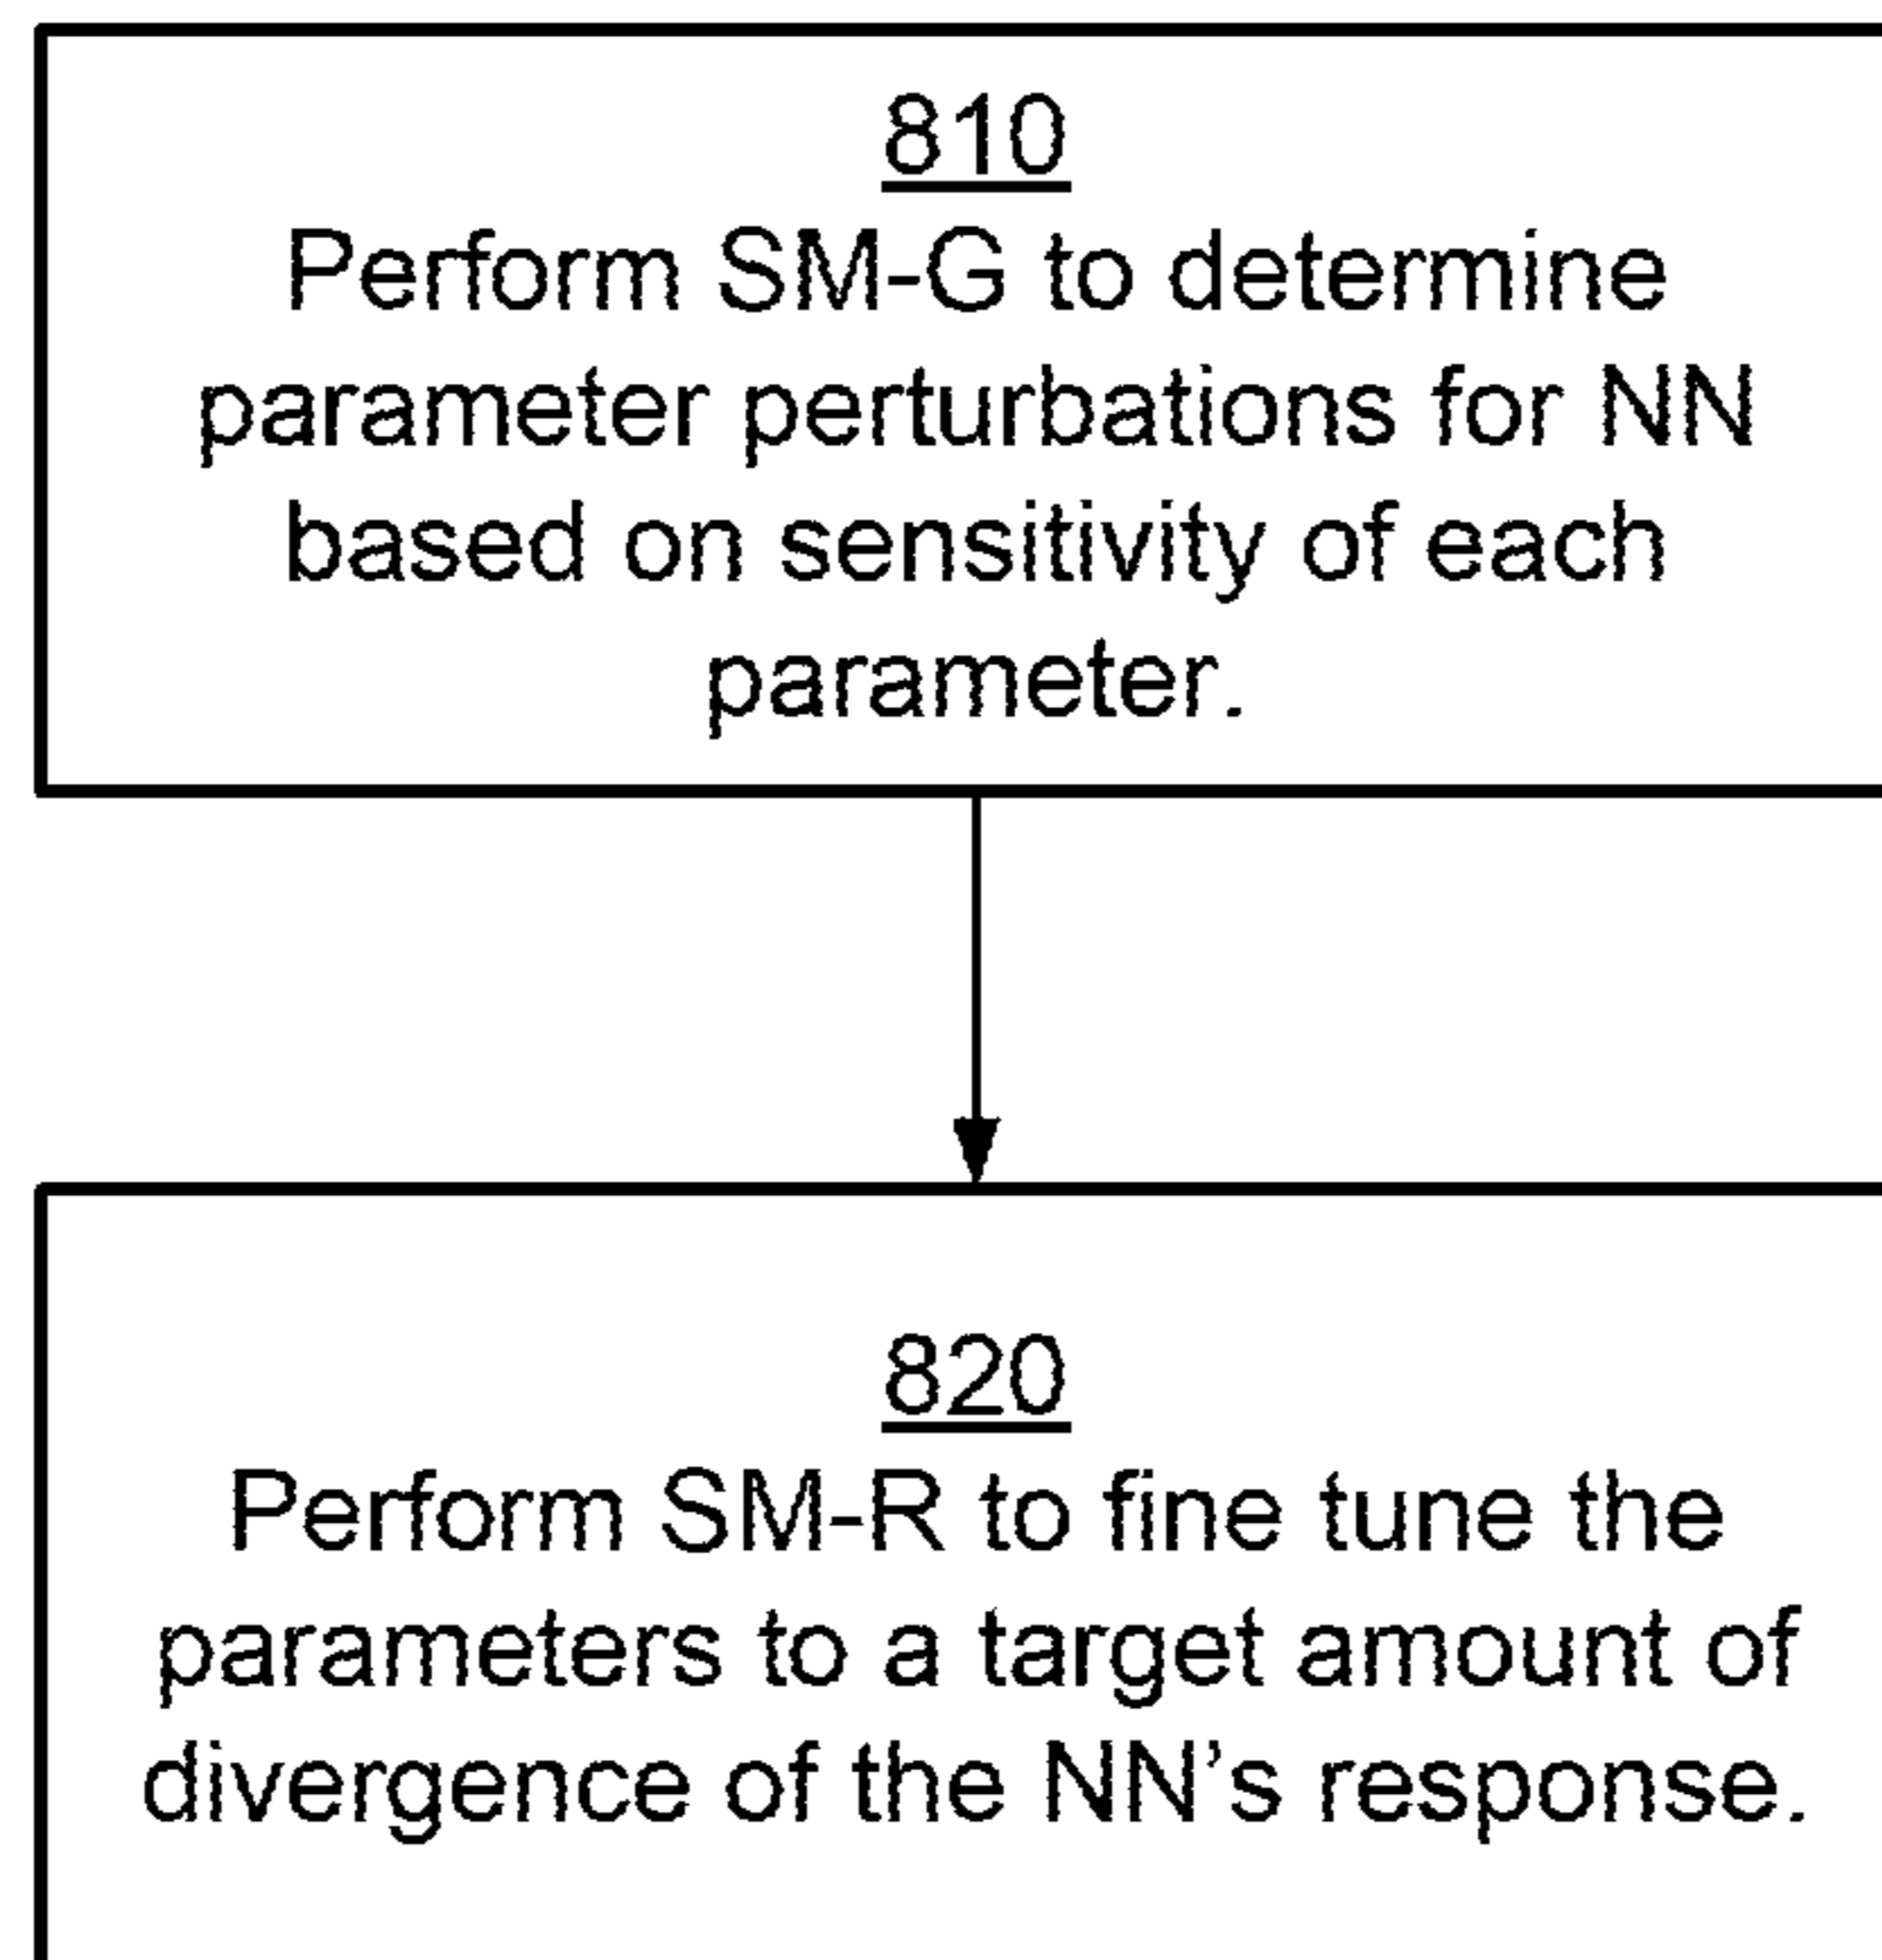 810
Perform SM-G to determine
parameter perturbations for NN
based on sensitivity of each
parameter.
820
Perform SM-R to fine tune the
parameters to a target amount of
divergence of the NN’s response.